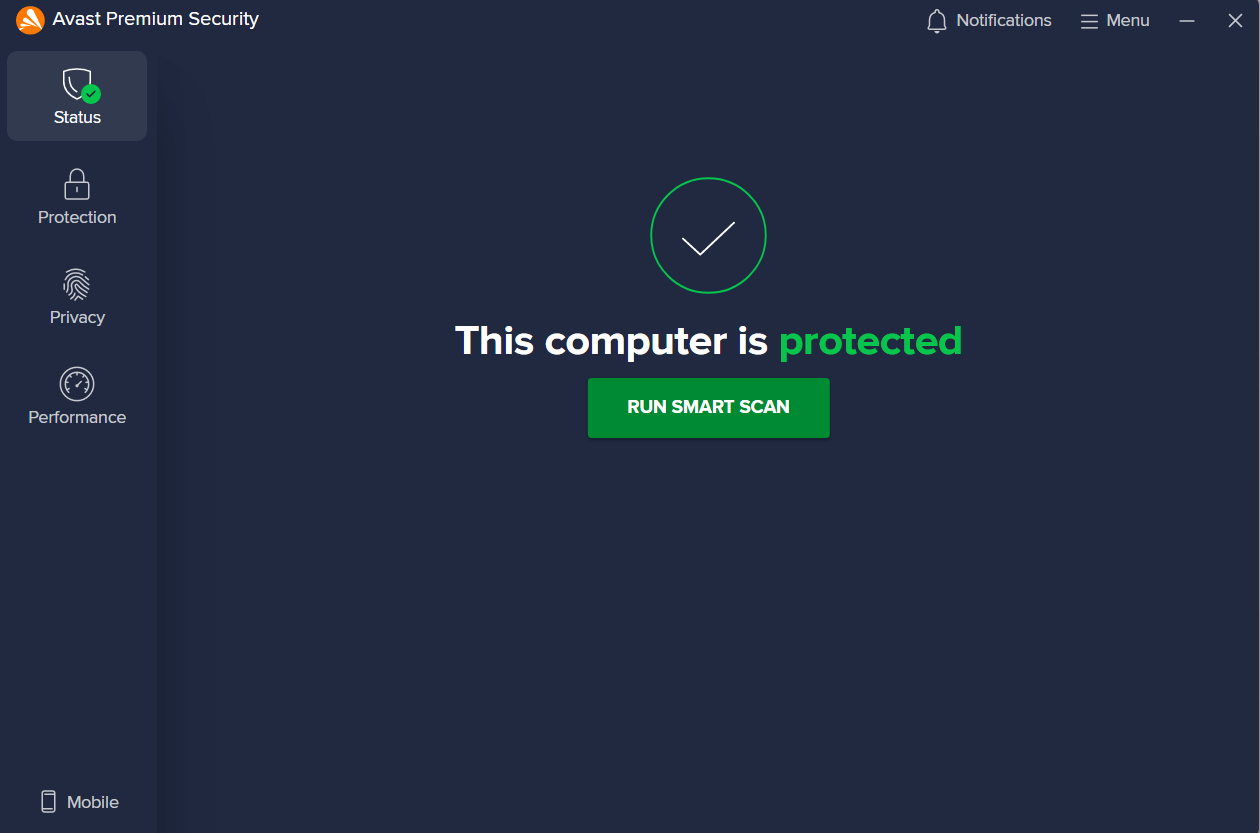 Avast Premium Security
Notifications
Menu
Status
Protection
Privacy
Performance
This computer is protected
RUN SMART SCAN
Mobile